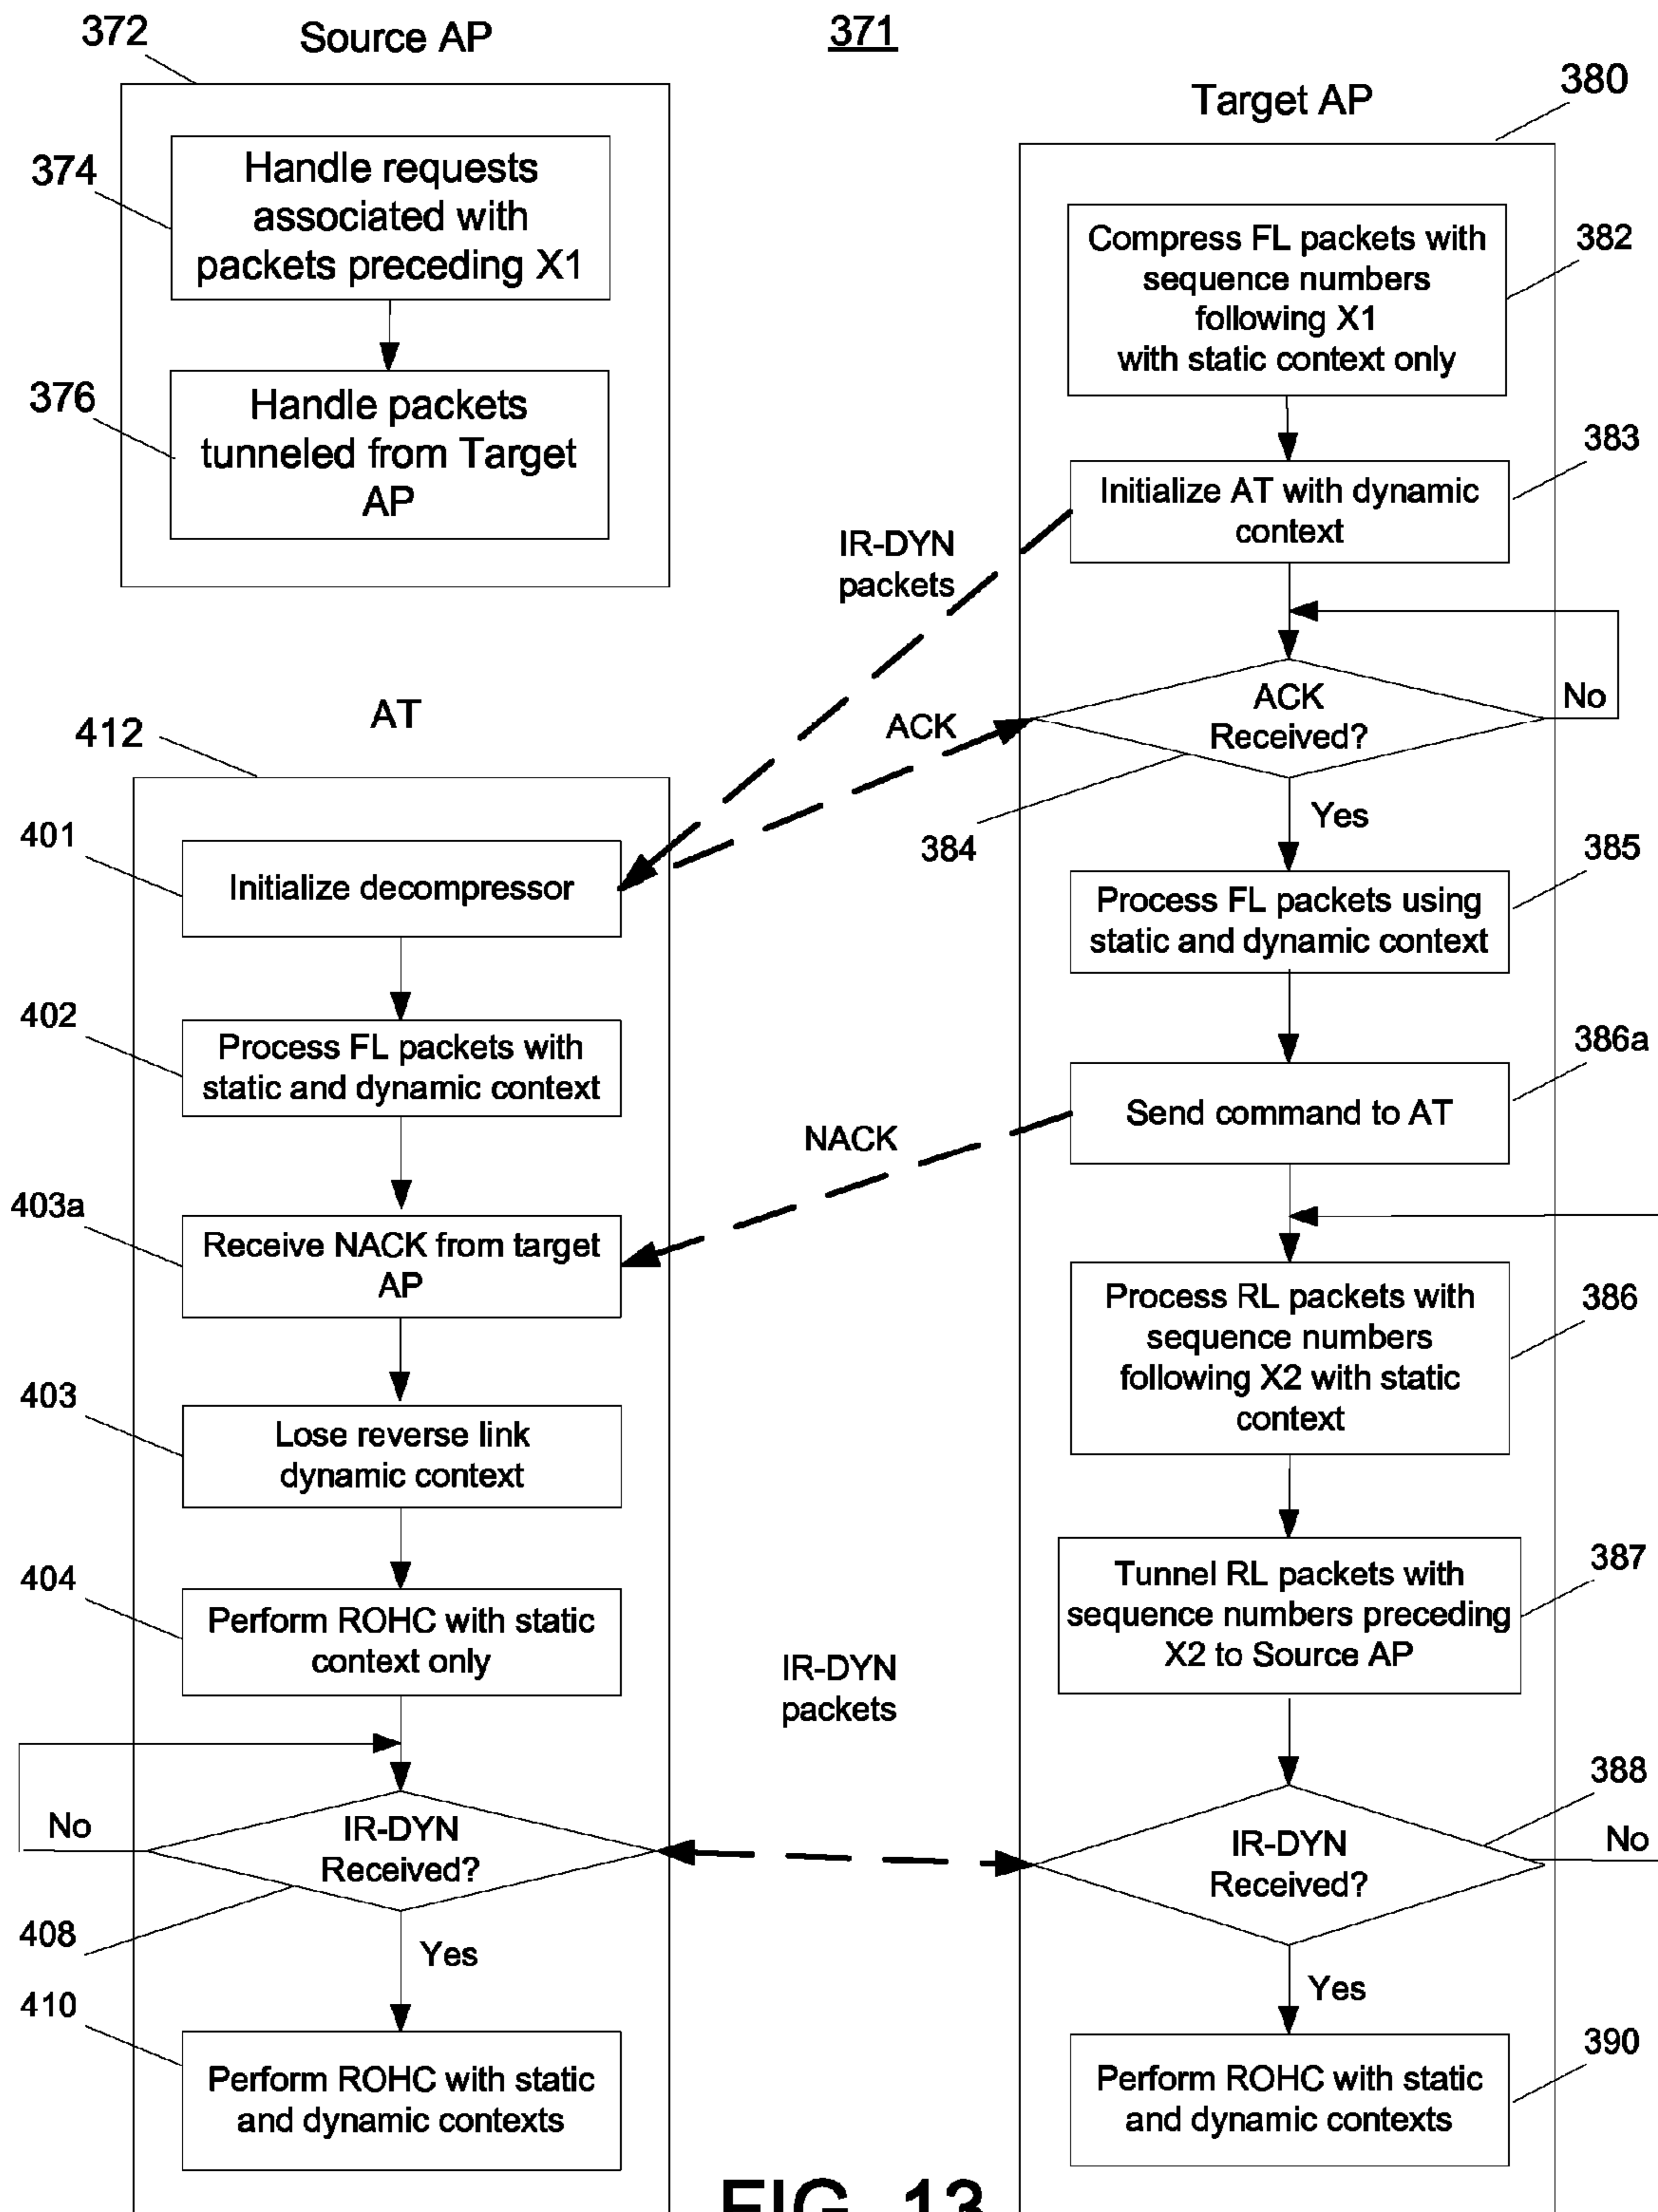 372
Source AP
371
374
Handle requests
associated with
packets preceding X1
376
Handle packets
tunneled from Target
AP
Target AP
380
Compress FL packets with
sequence numbers
following X1
with static context only
382
Initialize AT with dynamic
context
383
IR-DYN
packets
ACK
ACK
Received?
No
384
Yes
Process FL packets using
static and dynamic context
385
Send command to AT
386a
NACK
Process RL packets with
sequence numbers
following X2 with static
context
386
Tunnel RL packets with
sequence numbers preceding
X2 to Source AP
387
IR-DYN
packets
IR-DYN
Received?
388
No
Yes
Perform ROHC with static
and dynamic contexts
390
AT
412
401
Initialize decompressor
402
Process FL packets with
static and dynamic context
403a
Receive NACK from target
AP
403
Lose reverse link
dynamic context
404
Perform ROHC with static
context only
No
IR-DYN
Received?
408
Yes
410
Perform ROHC with static
and dynamic contexts
FIG. 13